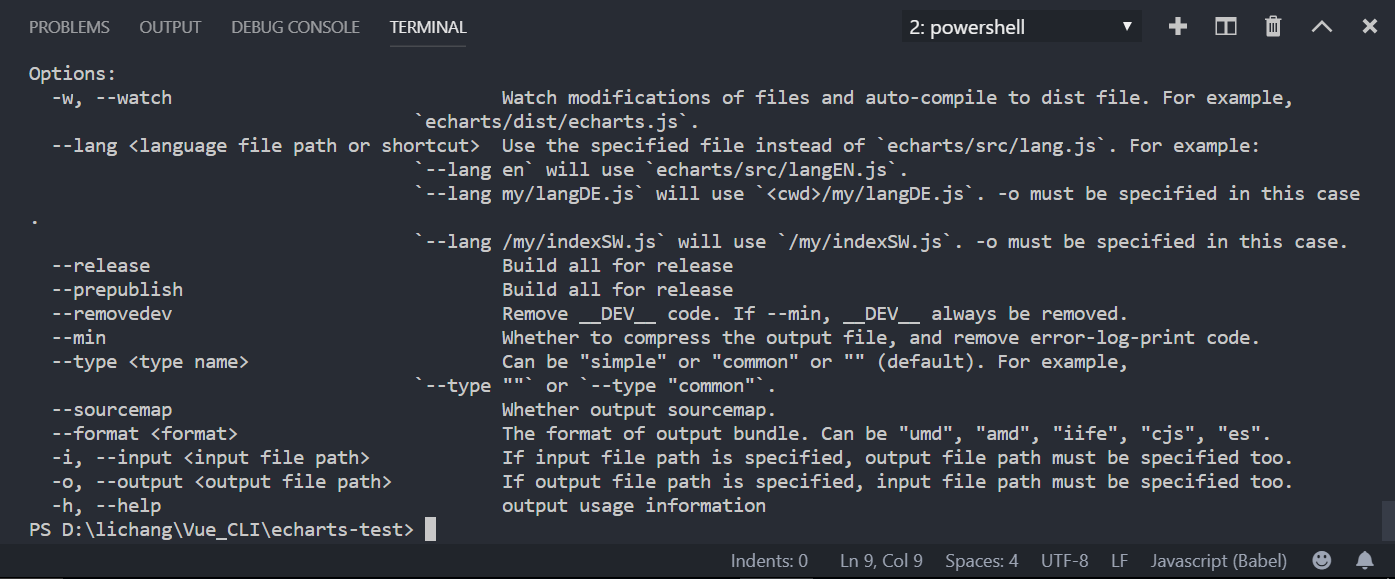 PROBLEMS OUTPUT DEBUG CONSOLE TERMINAL 2: powershell
Options:
-w, --watch Watch modifications of files and auto-compile to dist file. For example,
`echarts/dist/echarts.js`.
--lang <language file path or shortcut> Use the specified file instead of `echarts/src/lang.js`. For example:
`--lang en` will use `echarts/src/langEN.js`.
`--lang my/langDE.js` will use `<cwd>/my/langDE.js`. -o must be specified in this case
.
`--lang /my/indexSW.js` will use `/my/indexSW.js`. -o must be specified in this case.
--release Build all for release
--prepublish Build all for release
--removedev Remove __DEV__ code. If --min, __DEV__ always be removed.
--min Whether to compress the output file, and remove error-log-print code.
--type <type name> Can be "simple" or "common" or "" (default). For example,
`--type ""` or `--type "common"`.
--sourcemap Whether output sourcemap.
--format <format> The format of output bundle. Can be "umd", "amd", "iife", "cjs", "es".
-i, --input <input file path> If input file path is specified, output file path must be specified too.
-o, --output <output file path> If output file path is specified, input file path must be specified too.
-h, --help output usage information
PS D:\lichang\Vue_CLI\echarts-test>
Indents: 0 Ln 9, Col 9 Spaces: 4 UTF-8 LF Javascript (Babel)